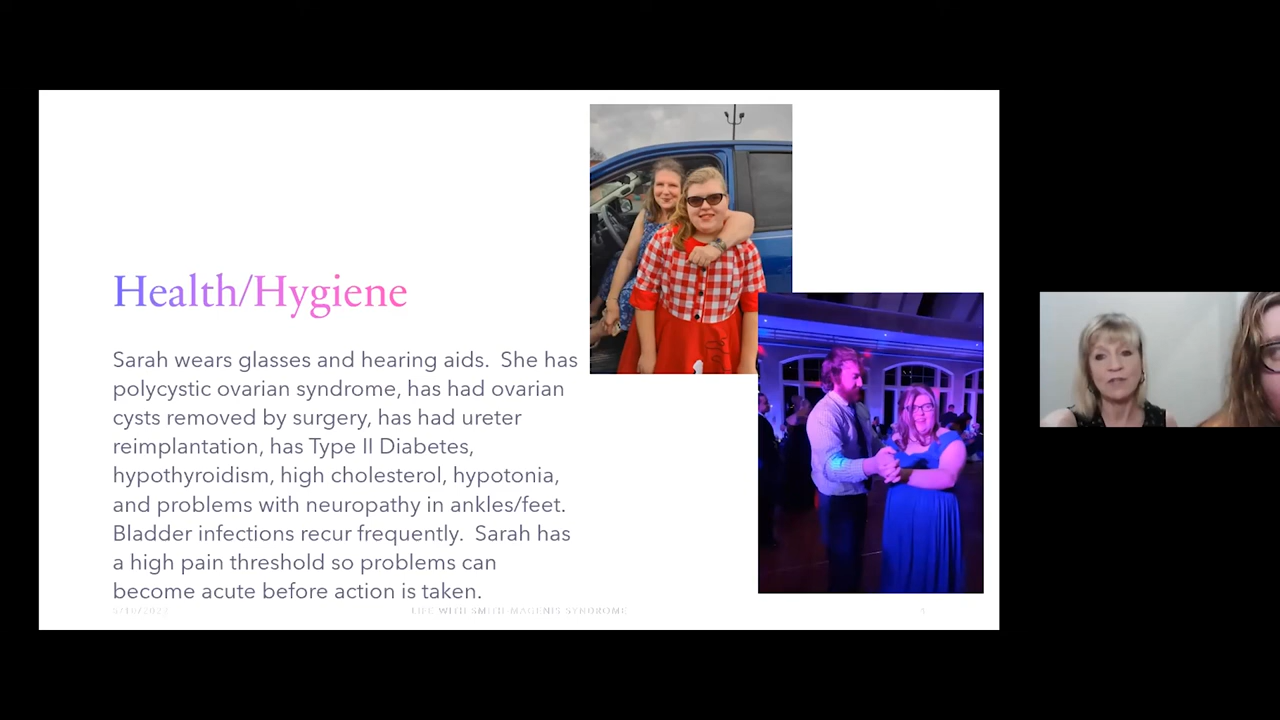 Health/Hygiene
Sarah wears glasses and hearing aids.  She has
polycystic ovarian syndrome, has had ovarian
cysts removed by surgery, has had ureter
reimplantation, has Type II Diabetes,
hypothyroidism, high cholesterol, hypotonia,
and problems with neuropathy in ankles/feet.
Bladder infections recur frequently.  Sarah has
a high pain threshold so problems can
become acute before action is taken.
LIFE WITH SMITH-MAGENIS SYNDROME